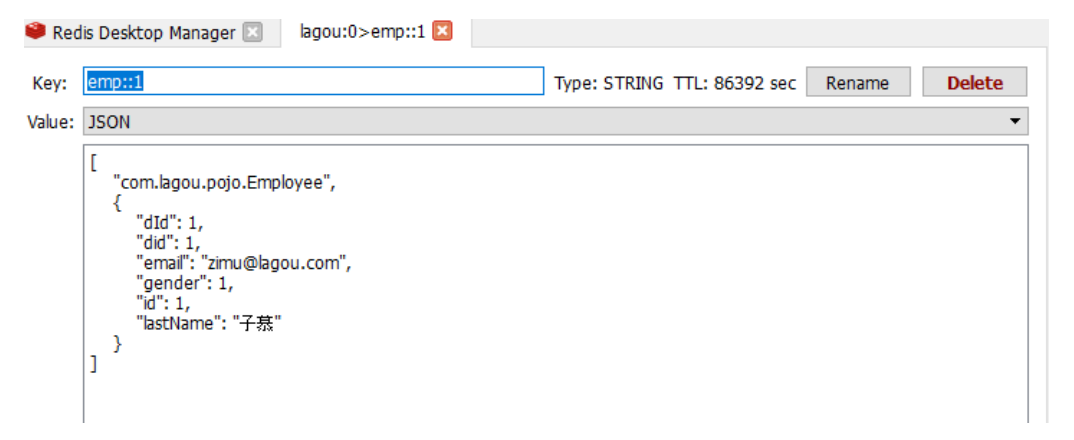 Redis Desktop Manager lagou:0>emp::1
Key: emp::1 Type: STRING TTL: 86392 sec Rename Delete
Value: JSON
[
"com.lagou.pojo.Employee",
{
"dId": 1,
"did": 1,
"email": "zimu@lagou.com",
"gender": 1,
"id": 1,
"lastName": "子慕"
}
]